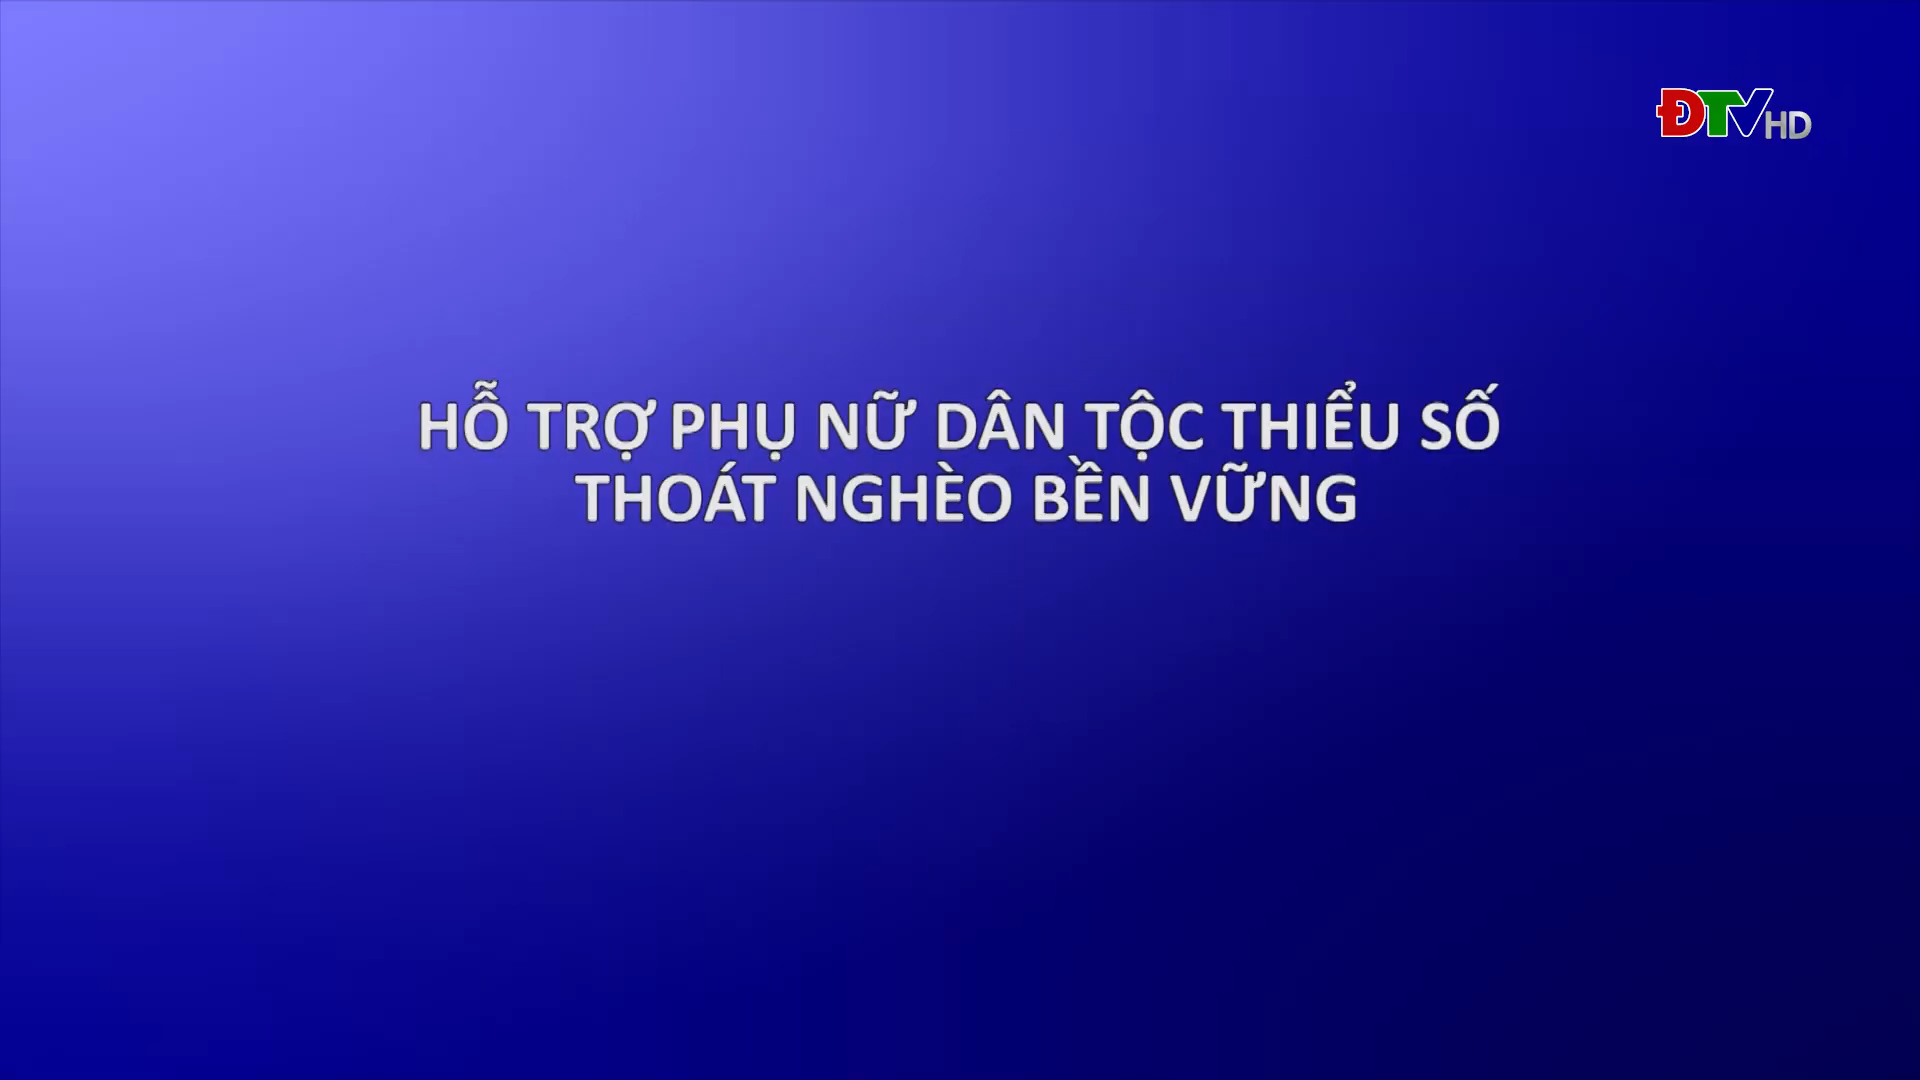 ĐTV HD
HỖ TRỢ PHỤ NỮ DÂN TỘC THIỂU SỐ
THOÁT NGHÈO BỀN VỮNG